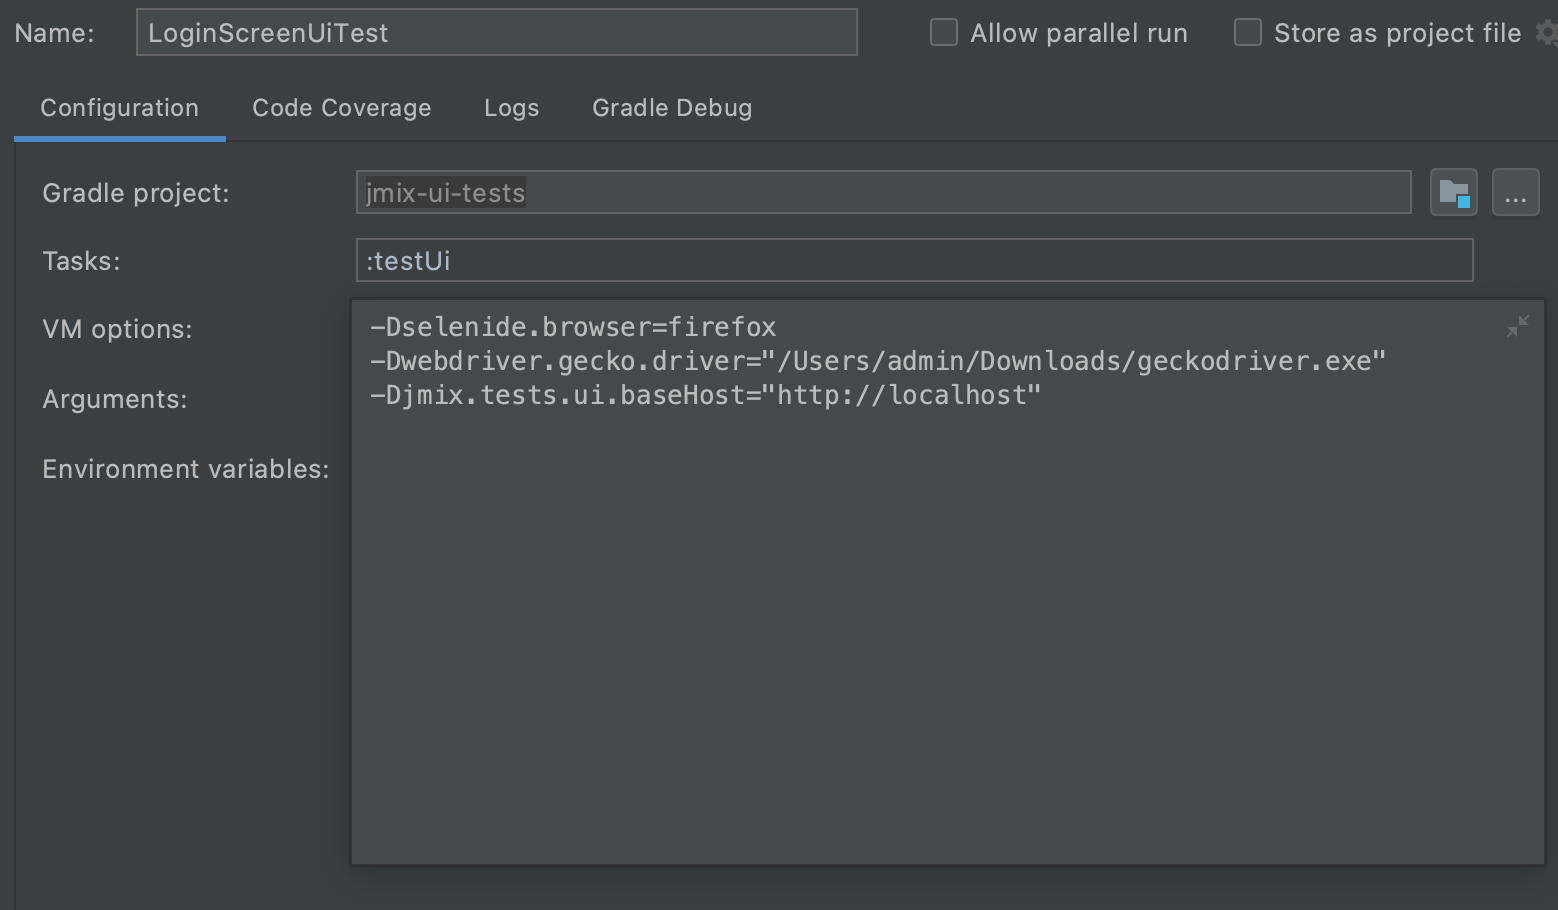 Name: LoginScreenUiTest Allow parallel run Store as project file
Configuration Code Coverage Logs Gradle Debug
Gradle project: jmix-ui-tests ...
Tasks: :testUi
VM options: -Dselenide.browser=firefox
-Dwebdriver.gecko.driver="/Users/admin/Downloads/geckodriver.exe"
Arguments: -Djmix.tests.ui.baseHost="http://localhost"
Environment variables: